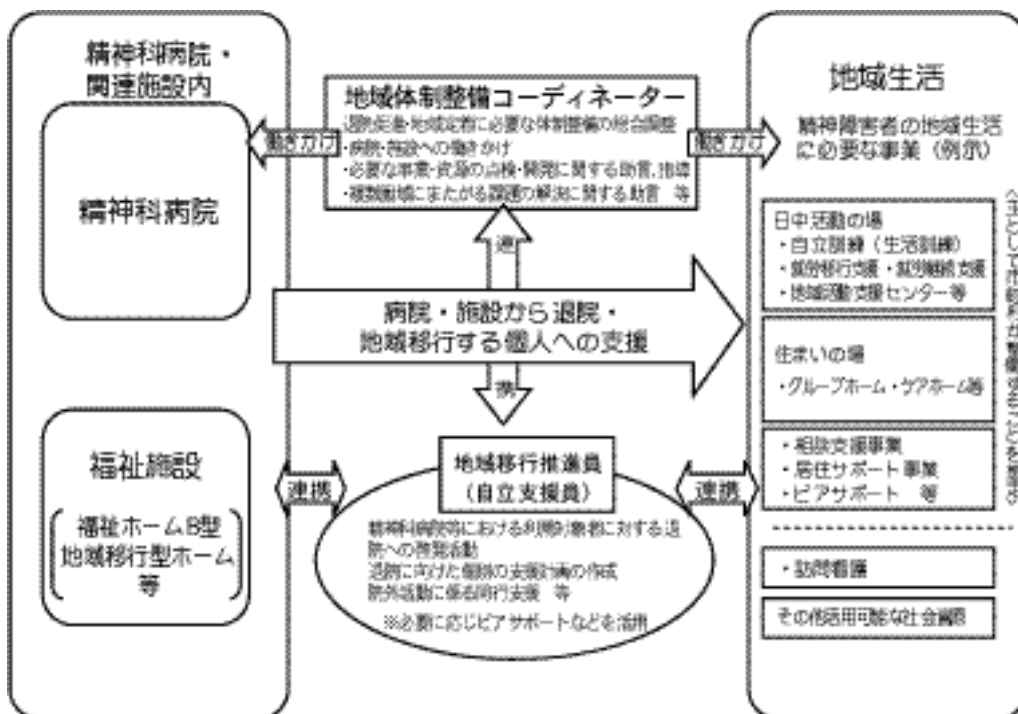 精神科病院・
関連施設内
精神科病院
福祉施設
福祉ホームB型
地域移行型ホーム
等
地域体制整備コーディネーター
退院促進・地域定着に必要な体制整備の総合調整
・病院・施設への働きかけ
・必要な事業・資源の点検・開発に関する助言、指導
・複数圏域にまたがる課題の解決に関する助言 等
働きかけ
働きかけ
連
病院・施設から退院・
地域移行する個人への支援
携
地域移行推進員
(自立支援員)
連携
連携
精神科病院等における利用対象者に対する退
院への啓発活動
退院に向けた個別の支援計画の作成
院外活動に係る同行支援 等
※必要に応じピアサポートなどを活用
地域生活
精神障害者の地域生活
に必要な事業(例示)
日中活動の場
・自立訓練(生活訓練)
・就労移行支援・就労継続支援
・地域活動支援センター等
住まいの場
・グループホーム・ケアホーム等
・相談支援事業
・居住サポート事業
・ピアサポート 等
・訪問看護
その他活用可能な社会資源
主として市町村が整備することを